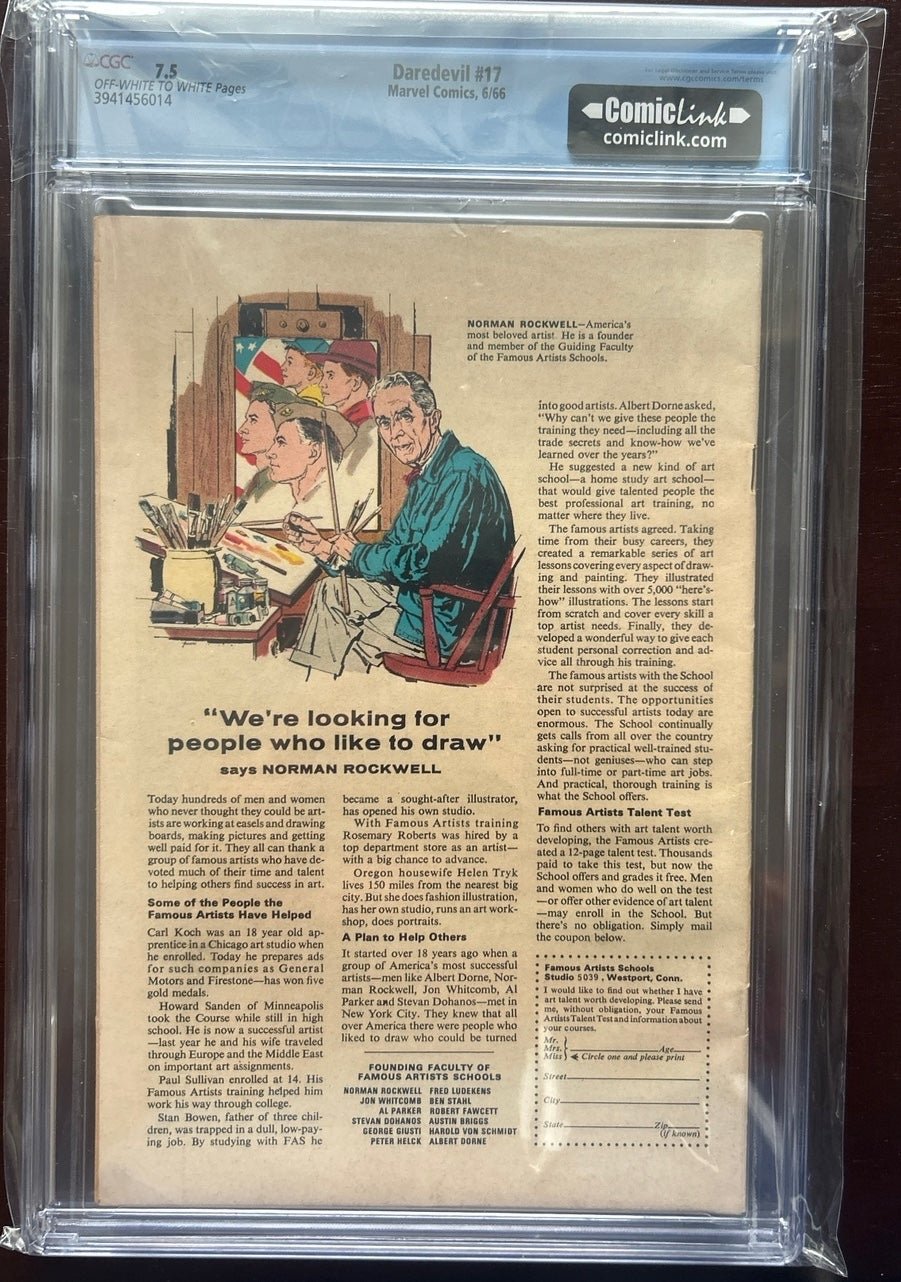 CGC
7.5
OFF-WHITE TO WHITE Pages
3941456014
Daredevil #17
Marvel Comics, 6/66
For Legal Disclaimer and Service Terms please visit
www.cgccomics.com/terms
ComicLink
comiclink.com
NORMAN ROCKWELL—America's
most beloved artist. He is a founder
and member of the Guiding Faculty
of the Famous Artists Schools.
"We're looking for
people who like to draw"
says NORMAN ROCKWELL
Today hundreds of men and women
who never thought they could be art-
ists are working at easels and drawing
boards, making pictures and getting
well paid for it. They all can thank a
group of famous artists who have de-
voted much of their time and talent
to helping others find success in art.
Some of the People the
Famous Artists Have Helped
Carl Koch was an 18 year old ap-
prentice in a Chicago art studio when
he enrolled. Today he prepares ads
for such companies as General
Motors and Firestone—has won five
gold medals.
Howard Sanden of Minneapolis
took the Course while still in high
school. He is now a successful artist
—last year he and his wife traveled
through Europe and the Middle East
on important art assignments.
Paul Sullivan enrolled at 14. His
Famous Artists training helped him
work his way through college.
Stan Bowen, father of three chil-
dren, was trapped in a dull, low-pay-
ing job. By studying with FAS he
became a sought-after illustrator,
has opened his own studio.
With Famous Artists training
Rosemary Roberts was hired by a
top department store as an artist—
with a big chance to advance.
Oregon housewife Helen Tryk
lives 150 miles from the nearest big
city. But she does fashion illustration,
has her own studio, runs an art work-
shop, does portraits.
A Plan to Help Others
It started over 18 years ago when a
group of America's most successful
artists—men like Albert Dorne, Nor-
man Rockwell, Jon Whitcomb, Al
Parker and Stevan Dohanos—met in
New York City. They knew that all
over America there were people who
liked to draw who could be turned
FOUNDING FACULTY OF
FAMOUS ARTISTS SCHOOLS
NORMAN ROCKWELL FRED LUDEKENS
JON WHITCOMB BEN STAHL
AL PARKER ROBERT FAWCETT
STEVAN DOHANOS AUSTIN BRIGGS
GEORGE GIUSTI HAROLD VON SCHMIDT
PETER HELCK ALBERT DORNE
into good artists. Albert Dorne asked,
"Why can't we give these people the
training they need—including all the
trade secrets and know-how we've
learned over the years?"
He suggested a new kind of art
school—a home study art school—
that would give talented people the
best professional art training, no
matter where they live.
The famous artists agreed. Taking
time from their busy careers, they
created a remarkable series of art
lessons covering every aspect of draw-
ing and painting. They illustrated
their lessons with over 5,000 "here's-
how" illustrations. The lessons start
from scratch and cover every skill a
top artist needs. Finally, they de-
veloped a wonderful way to give each
student personal correction and ad-
vice all through his training.
The famous artists with the School
are not surprised at the success of
their students. The opportunities
open to successful artists today are
enormous. The School continually
gets calls from all over the country
asking for practical well-trained stu-
dents—not geniuses—who can step
into full-time or part-time art jobs.
And practical, thorough training is
what the School offers.
Famous Artists Talent Test
To find others with art talent worth
developing, the Famous Artists cre-
ated a 12-page talent test. Thousands
paid to take this test, but now the
School offers and grades it free. Men
and women who do well on the test
—or offer other evidence of art talent
—may enroll in the School. But
there's no obligation. Simply mail
the coupon below.
Famous Artists Schools
Studio 5039, Westport, Conn.
I would like to find out whether I have
art talent worth developing. Please send
me, without obligation, your Famous
Artists Talent Test and information about
your courses.
Mr.
Mrs. Age
Miss Circle one and please print
Street
City
State Zip
(if known)